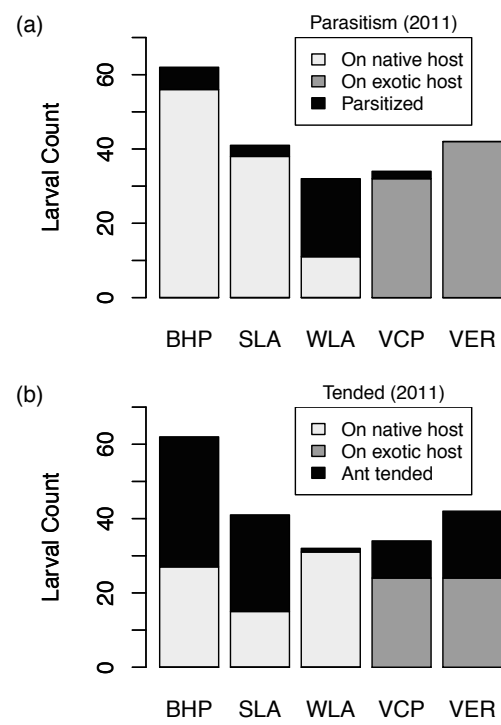 (a)
Parasitism (2011)
On native host
On exotic host
Parsitized
Larval Count
60
40
20
0
BHP SLA WLA VCP VER
(b)
Tended (2011)
On native host
On exotic host
Ant tended
Larval Count
60
40
20
0
BHP SLA WLA VCP VER